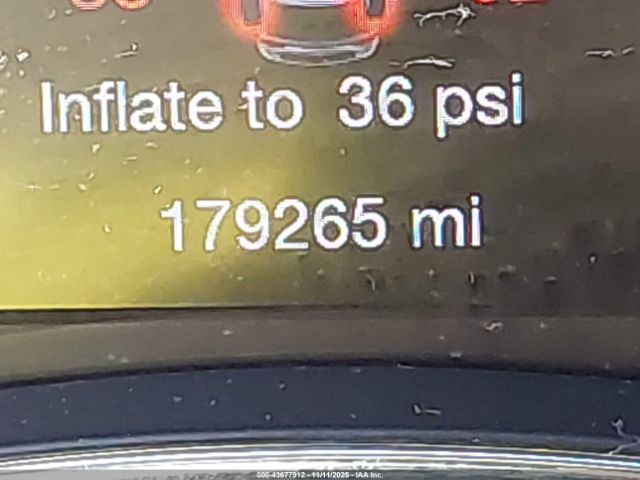 Inflate to 36 psi
179265 mi
000-43677912 - 11/11/2025 - IAA Inc.